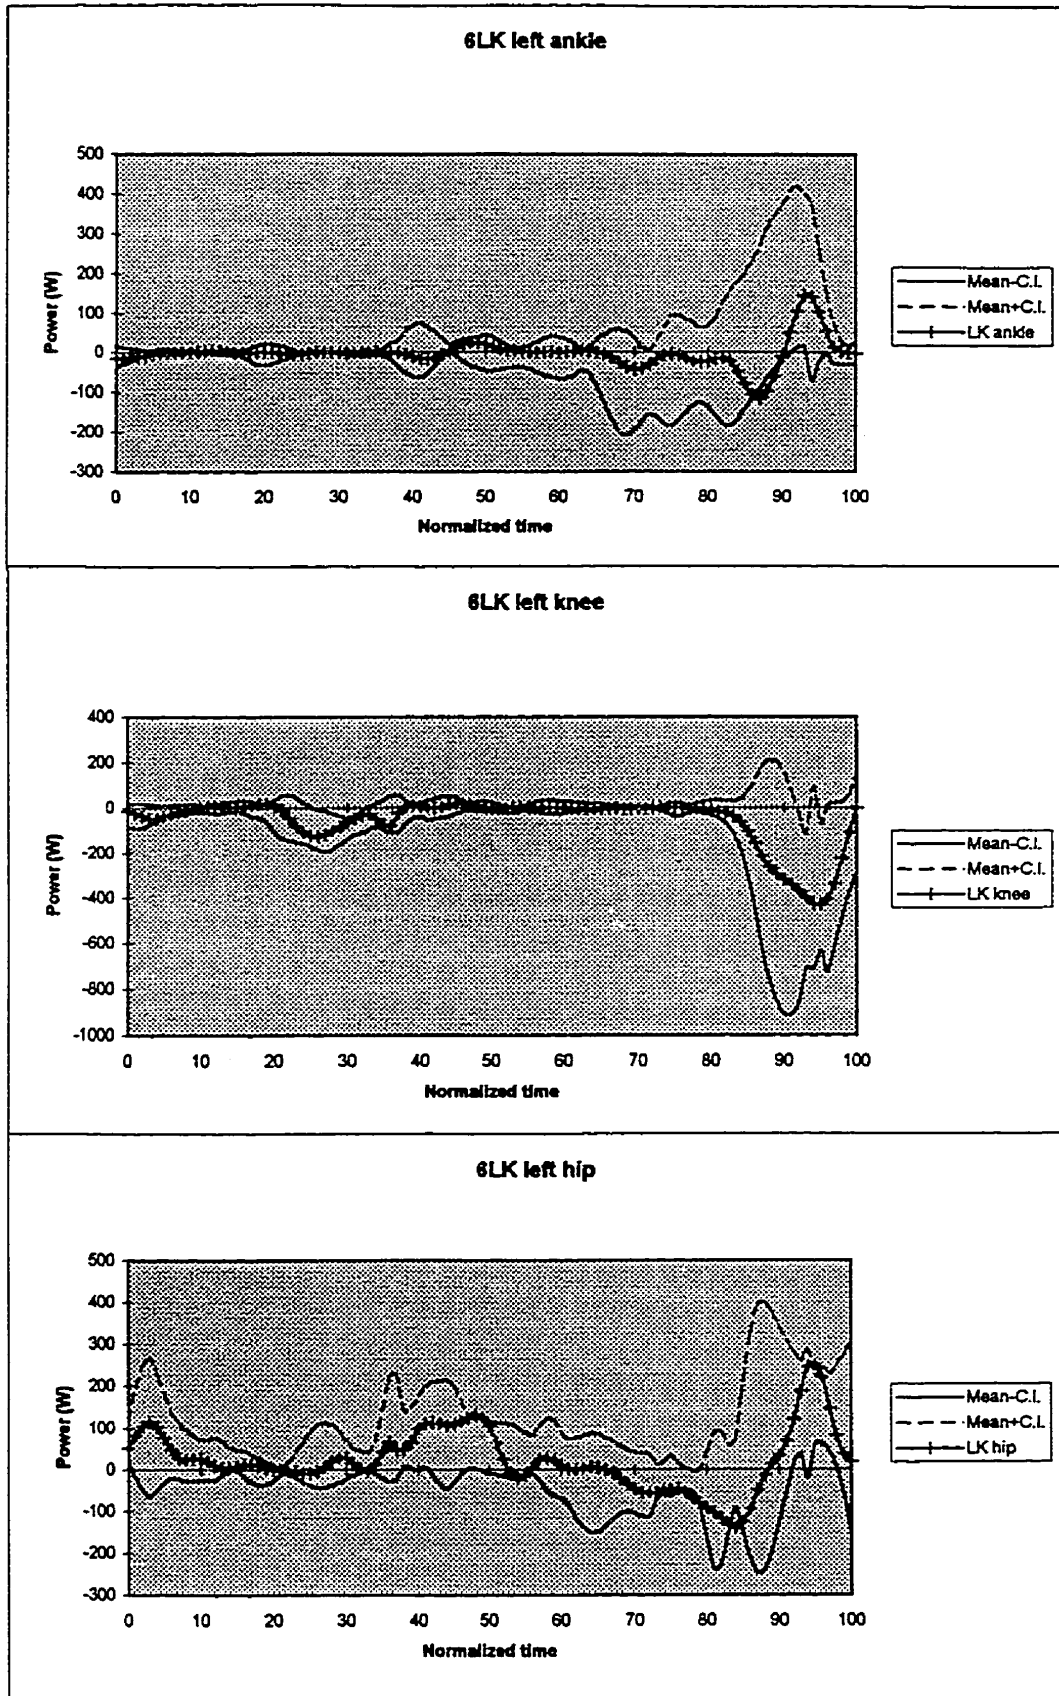 6LK left ankle
500
400
300
200
100
0
-100
-200
-300
Power (W)
0 10 20 30 40 50 60 70 80 90 100
Normalized time
Mean-C.I.
Mean+C.I.
LK ankle
6LK left knee
400
200
0
-200
-400
-600
-800
-1000
Power (W)
0 10 20 30 40 50 60 70 80 90 100
Normalized time
Mean-C.I.
Mean+C.I.
LK knee
6LK left hip
500
400
300
200
100
0
-100
-200
-300
Power (W)
0 10 20 30 40 50 60 70 80 90 100
Normalized time
Mean-C.I.
Mean+C.I.
LK hip